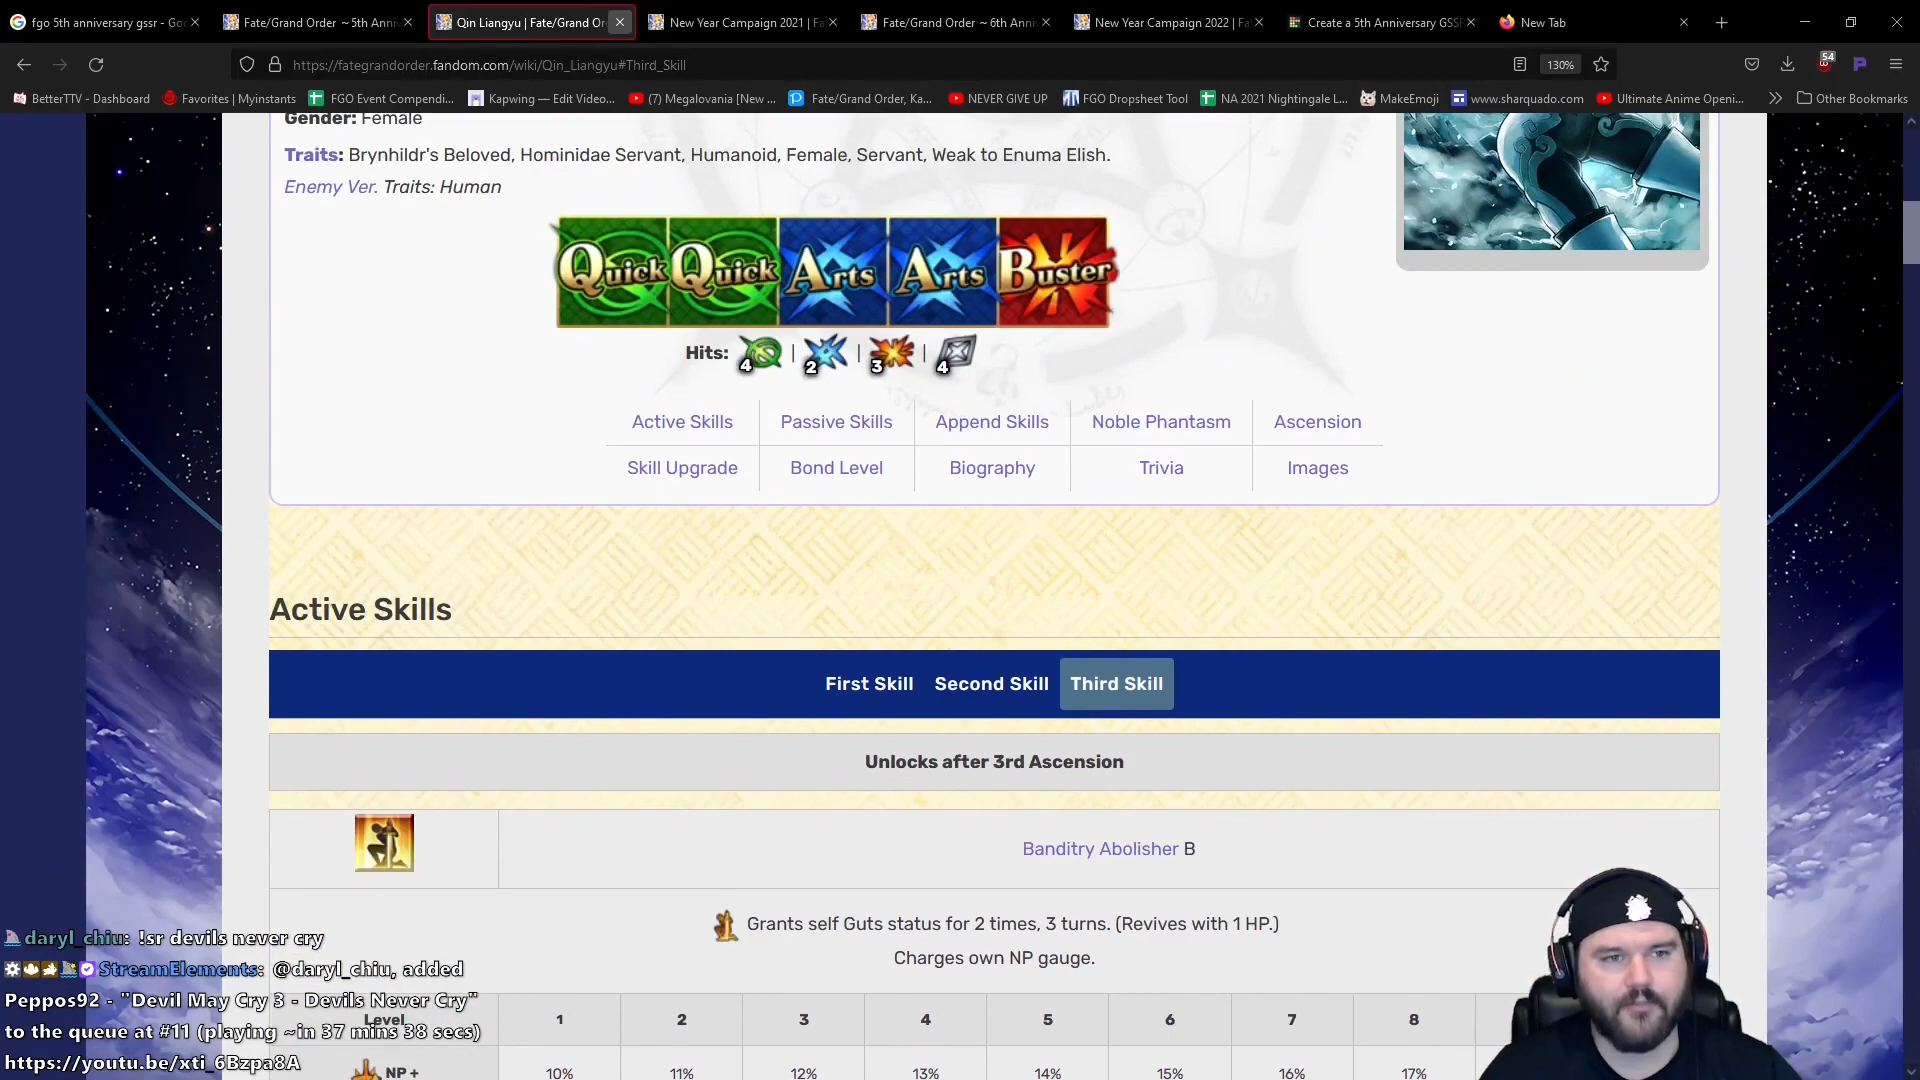 fgo 5th anniversary gssr - Goo
Fate/Grand Order ~5th Anni
Qin Liangyu | Fate/Grand Or
New Year Campaign 2021 | Fa
Fate/Grand Order ~6th Anni
New Year Campaign 2022 | Fa
Create a 5th Anniversary GSSR
New Tab
https://fategrandorder.fandom.com/wiki/Qin_Liangyu#Third_Skill
130%
54
BetterTTV - Dashboard
Favorites | Myinstants
FGO Event Compendi...
Kapwing — Edit Video...
(7) Megalovania [New ...
Fate/Grand Order, Ka...
NEVER GIVE UP
FGO Dropsheet Tool
NA 2021 Nightingale L...
MakeEmoji
www.sharquado.com
Ultimate Anime Openi...
Other Bookmarks
Gender: Female
Traits: Brynhildr's Beloved, Hominidae Servant, Humanoid, Female, Servant, Weak to Enuma Elish.
Enemy Ver. Traits: Human
Quick Quick Arts Arts Buster
Hits: 4 | 2 | 3 | 4
Active Skills Passive Skills Append Skills Noble Phantasm Ascension
Skill Upgrade Bond Level Biography Trivia Images
Active Skills
First Skill Second Skill Third Skill
Unlocks after 3rd Ascension
Banditry Abolisher B
Grants self Guts status for 2 times, 3 turns. (Revives with 1 HP.)
Charges own NP gauge.
Level 1 2 3 4 5 6 7 8
NP + 10% 11% 12% 13% 14% 15% 16% 17%
daryl_chiu: !sr devils never cry
StreamElements: @daryl_chiu, added
Peppos92 - "Devil May Cry 3 - Devils Never Cry"
to the queue at #11 (playing ~in 37 mins 38 secs)
https://youtu.be/xti_6Bzpa8A